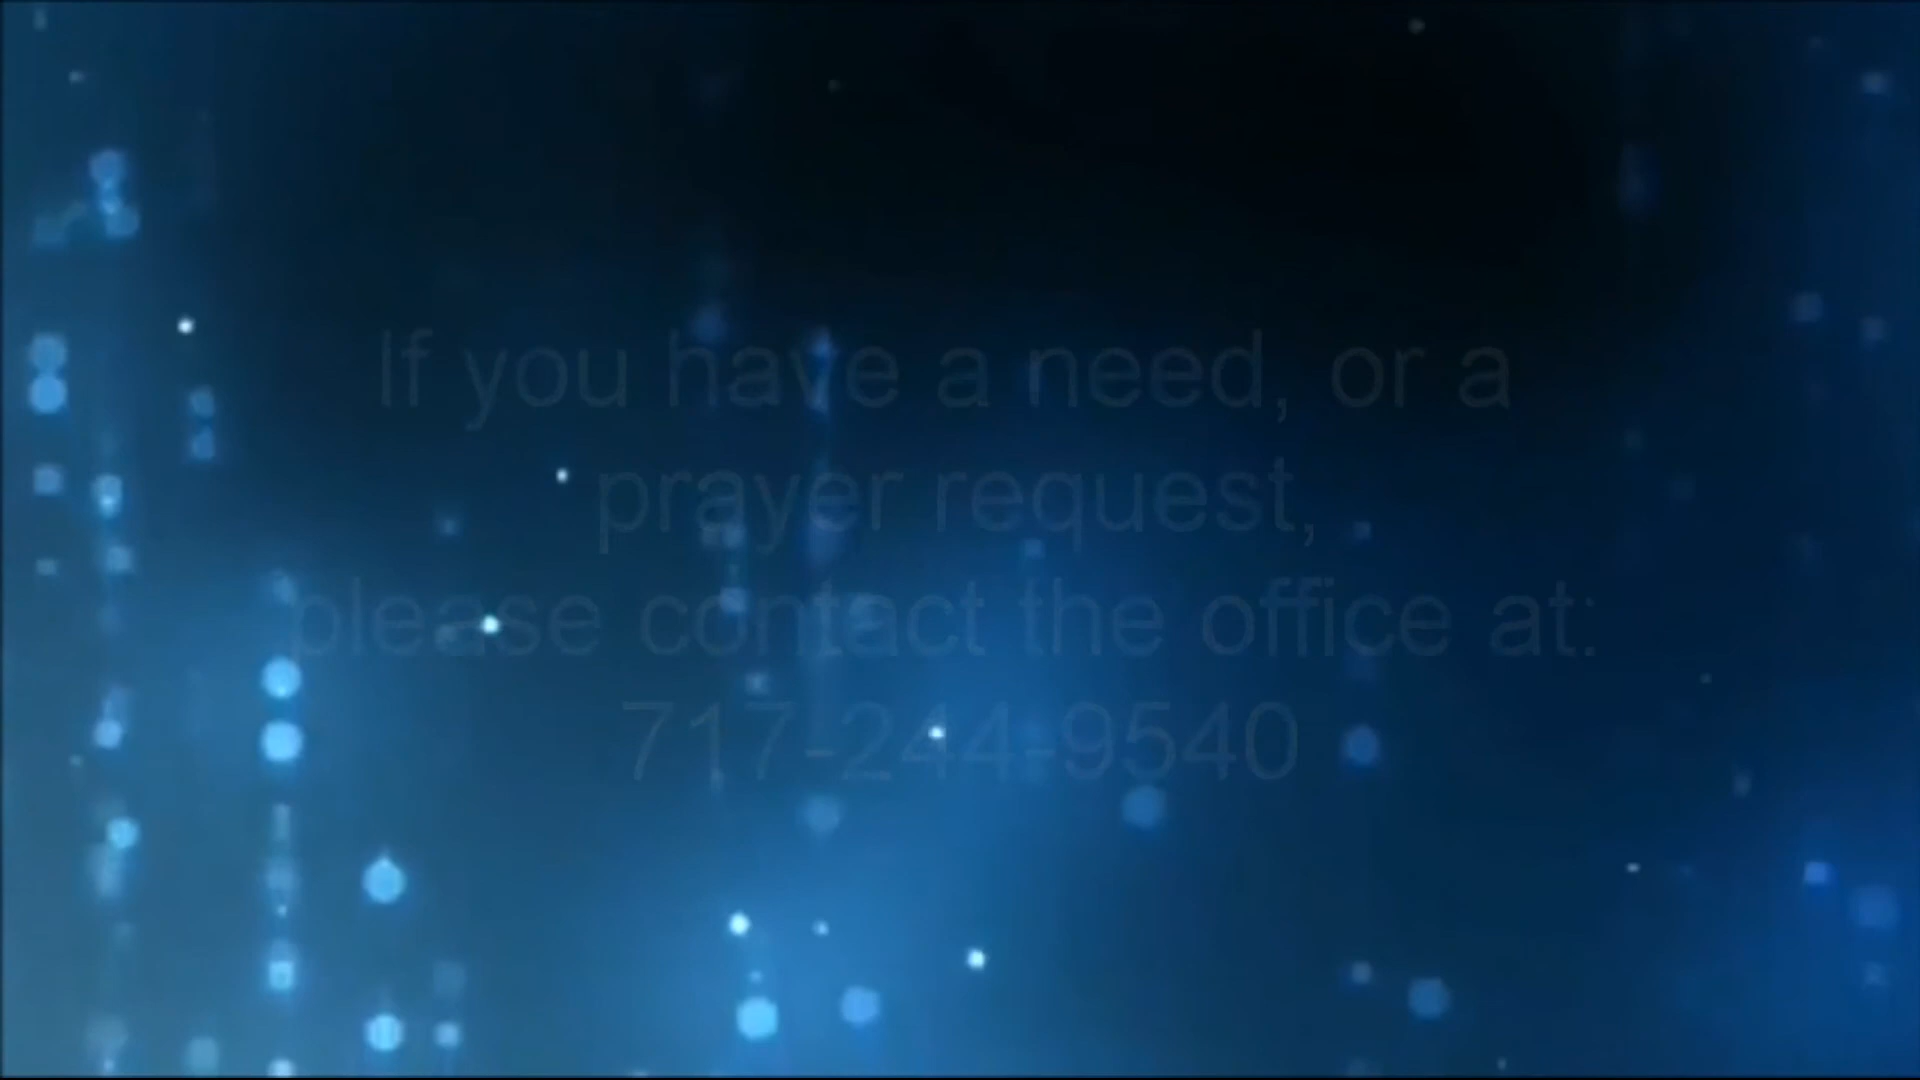 If you have a need, or a
prayer request,
please contact the office at:
717-244-9540